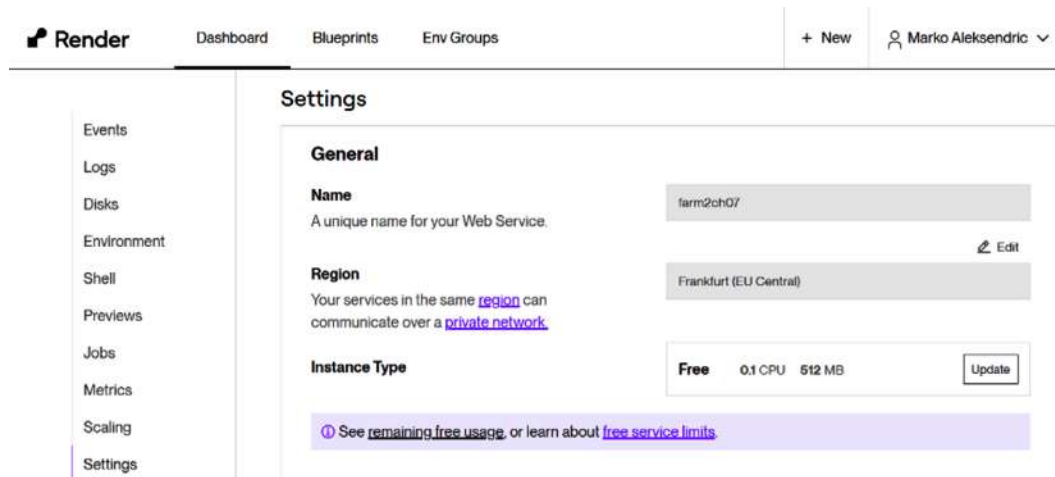 Render
Dashboard
Blueprints
Env Groups
+ New
Marko Aleksendric
Events
Logs
Disks
Environment
Shell
Previews
Jobs
Metrics
Scaling
Settings
Settings
General
Name
A unique name for your Web Service.
farm2ch07
Edit
Region
Your services in the same region can
communicate over a private network.
Frankfurt (EU Central)
Instance Type
Free 0.1 CPU 512 MB
Update
See remaining free usage, or learn about free service limits.